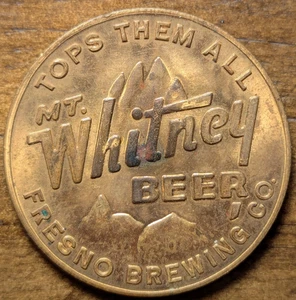 TOPS THEM ALL
MT.
Whitney
BEER
FRESNO BREWING CO.